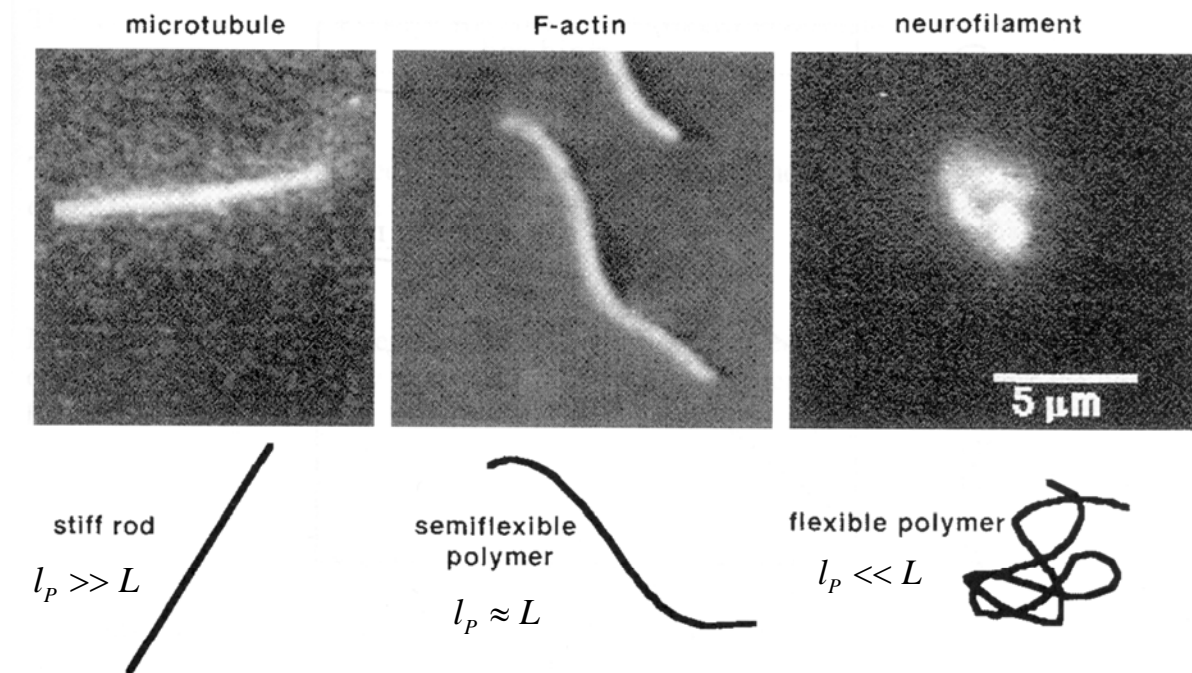 microtubule
F-actin
neurofilament
5 μm
stiff rod
l_P >> L
semiflexible
polymer
l_P ≈ L
flexible polymer
l_P << L